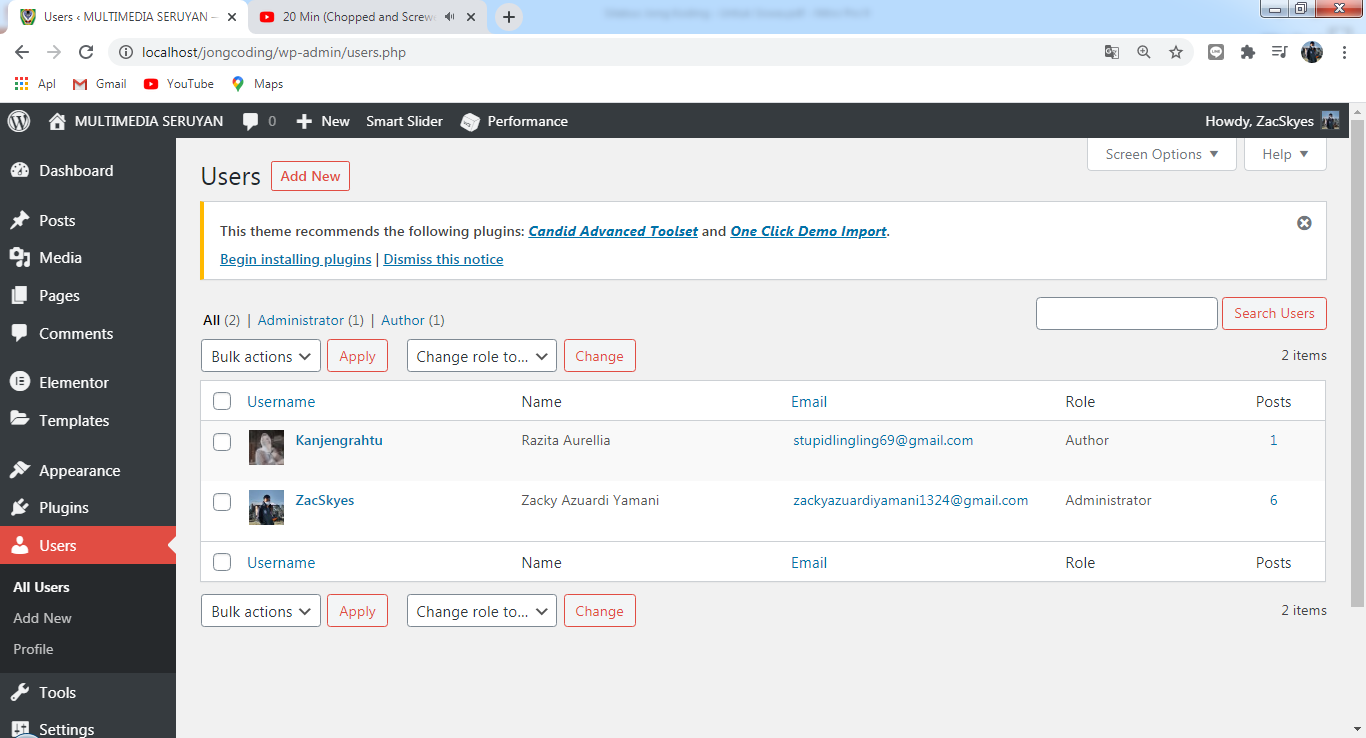 Users ‹ MULTIMEDIA SERUYAN —
20 Min (Chopped and Screw
localhost/jongcoding/wp-admin/users.php
Apl Gmail YouTube Maps
MULTIMEDIA SERUYAN 0 New Smart Slider Performance Howdy, ZacSkyes
Screen Options Help
Dashboard
Posts
Media
Pages
Comments
Elementor
Templates
Appearance
Plugins
Users
All Users
Add New
Profile
Tools
Settings
Users Add New
This theme recommends the following plugins: Candid Advanced Toolset and One Click Demo Import.
Begin installing plugins | Dismiss this notice
All (2) | Administrator (1) | Author (1)
Search Users
Bulk actions Apply Change role to... Change 2 items
Username Name Email Role Posts
Kanjengrahtu Razita Aurellia stupidlingling69@gmail.com Author 1
ZacSkyes Zacky Azuardi Yamani zackyazuardiyamani1324@gmail.com Administrator 6
Username Name Email Role Posts
Bulk actions Apply Change role to... Change 2 items